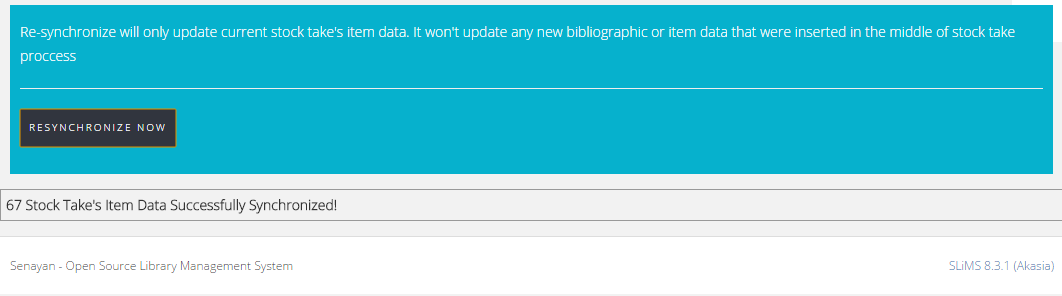 Re-synchronize will only update current stock take's item data. It won't update any new bibliographic or item data that were inserted in the middle of stock take
proccess
RESYNCHRONIZE NOW
67 Stock Take's Item Data Successfully Synchronized!
Senayan - Open Source Library Management System
SLiMS 8.3.1 (Akasia)